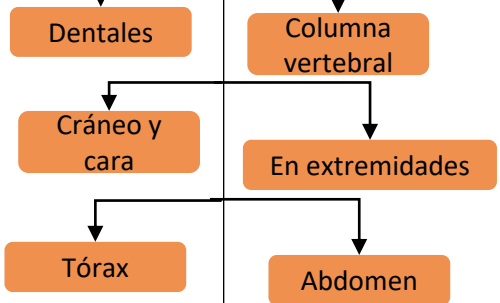 Dentales
Columna
vertebral
Cráneo y
cara
En extremidades
Tórax
Abdomen